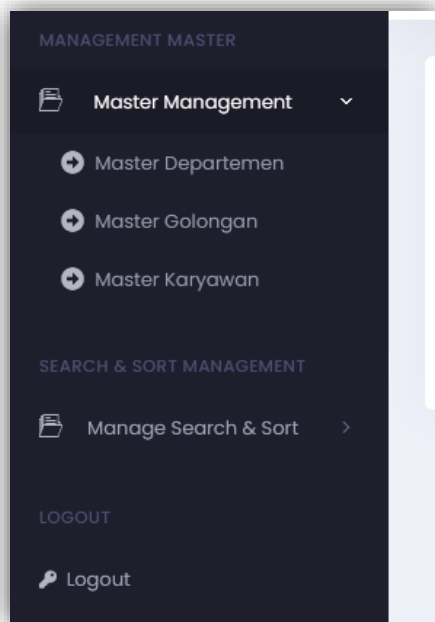 MANAGEMENT MASTER
Master Management
Master Departemen
Master Golongan
Master Karyawan
SEARCH & SORT MANAGEMENT
Manage Search & Sort
LOGOUT
Logout